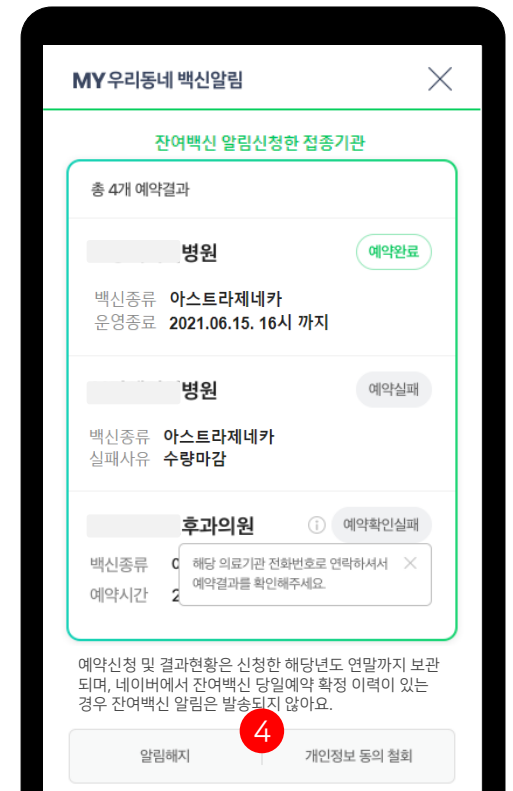 MY 우리동네 백신알림
잔여백신 알림신청한 접종기관
총 4개 예약결과
병원 예약완료
백신종류 아스트라제네카
운영종료 2021.06.15. 16시 까지
병원 예약실패
백신종류 아스트라제네카
실패사유 수량마감
후과의원 예약확인실패
백신종류
해당 의료기관 전화번호로 연락하셔서
예약결과를 확인해주세요.
예약시간 2
예약신청 및 결과현황은 신청한 해당년도 연말까지 보관
되며, 네이버에서 잔여백신 당일예약 확정 이력이 있는
경우 잔여백신 알림은 발송되지 않아요.
4
알림해지 개인정보 동의 철회